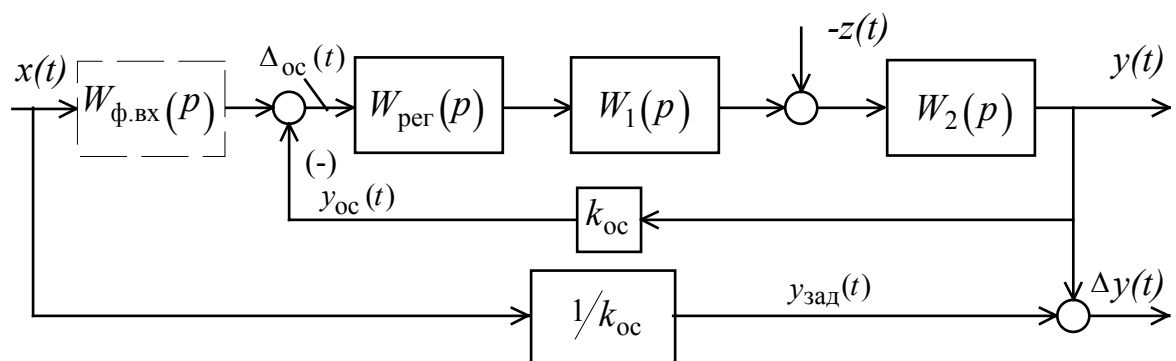 -z(t)
x(t)
Δос(t)
y(t)
Wф.вх(p)
Wрег(p)
W1(p)
W2(p)
(-)
yос(t)
kос
yзад(t)
Δy(t)
1/kос